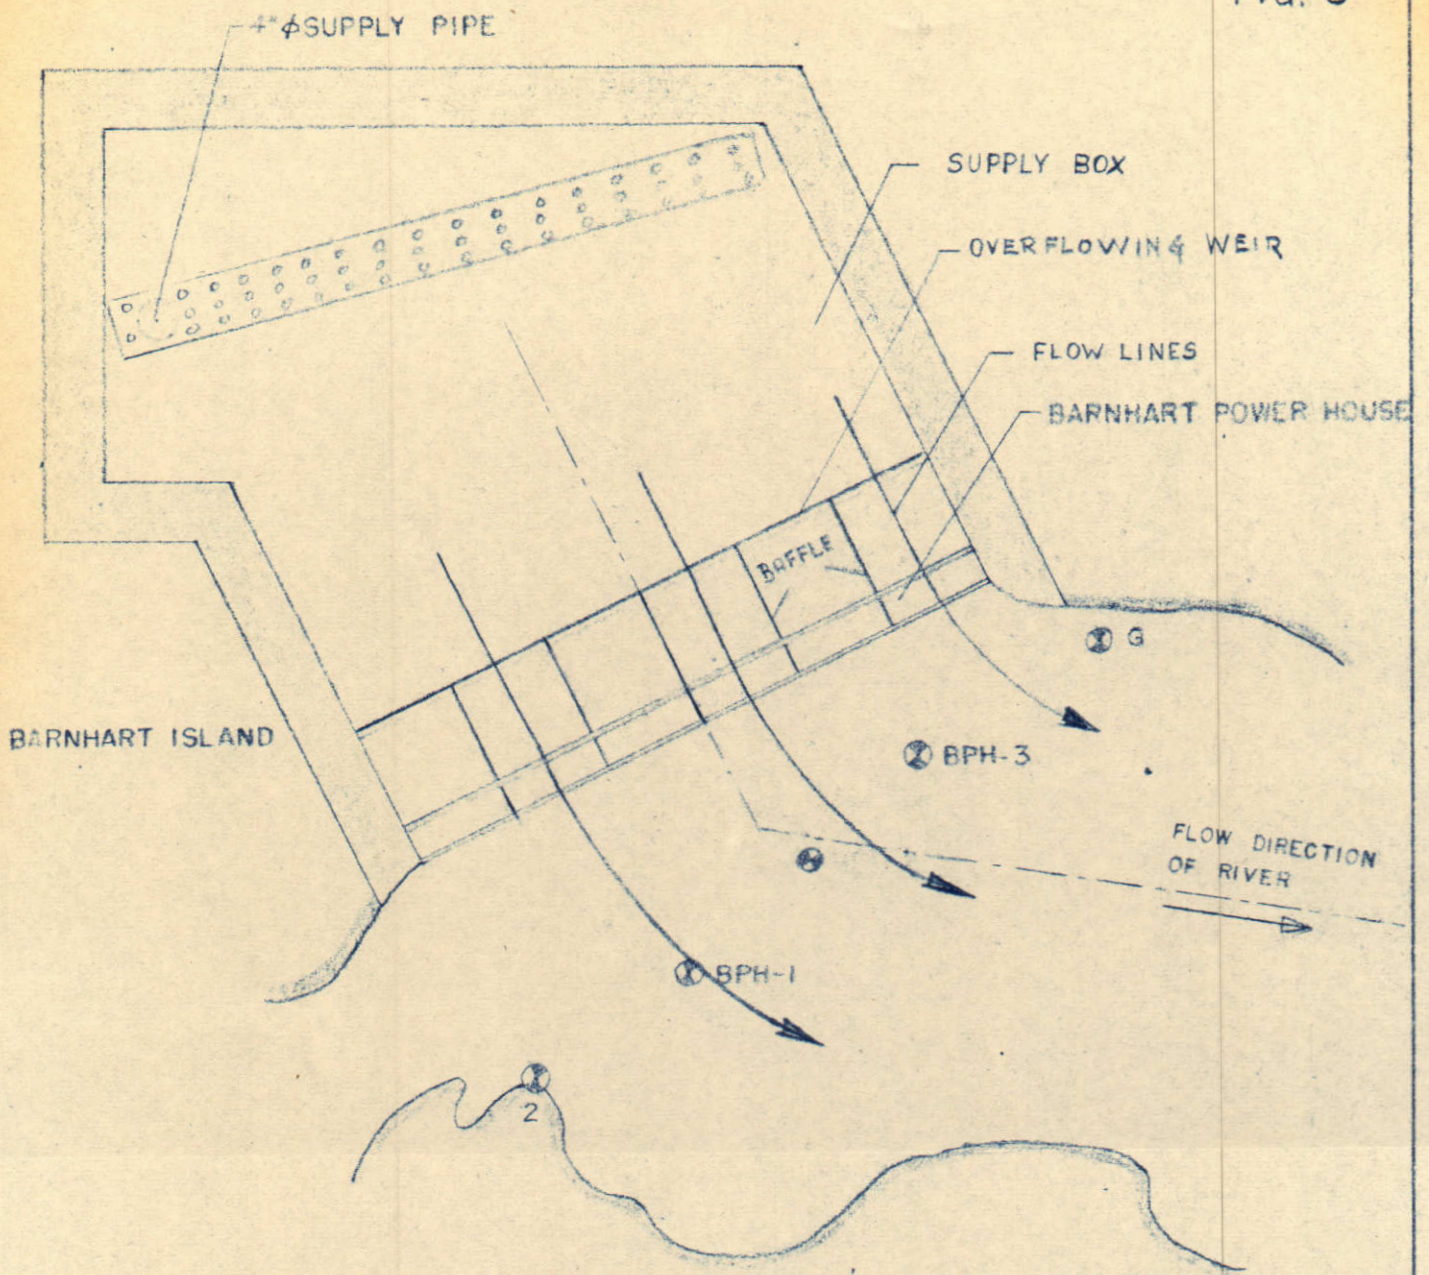 4" ϕ SUPPLY PIPE
SUPPLY BOX
OVERFLOWING WEIR
FLOW LINES
BARNHART POWER HOUSE
BAFFLE
G
BARNHART ISLAND
BPH-3
FLOW DIRECTION
OF RIVER
BPH-1
2